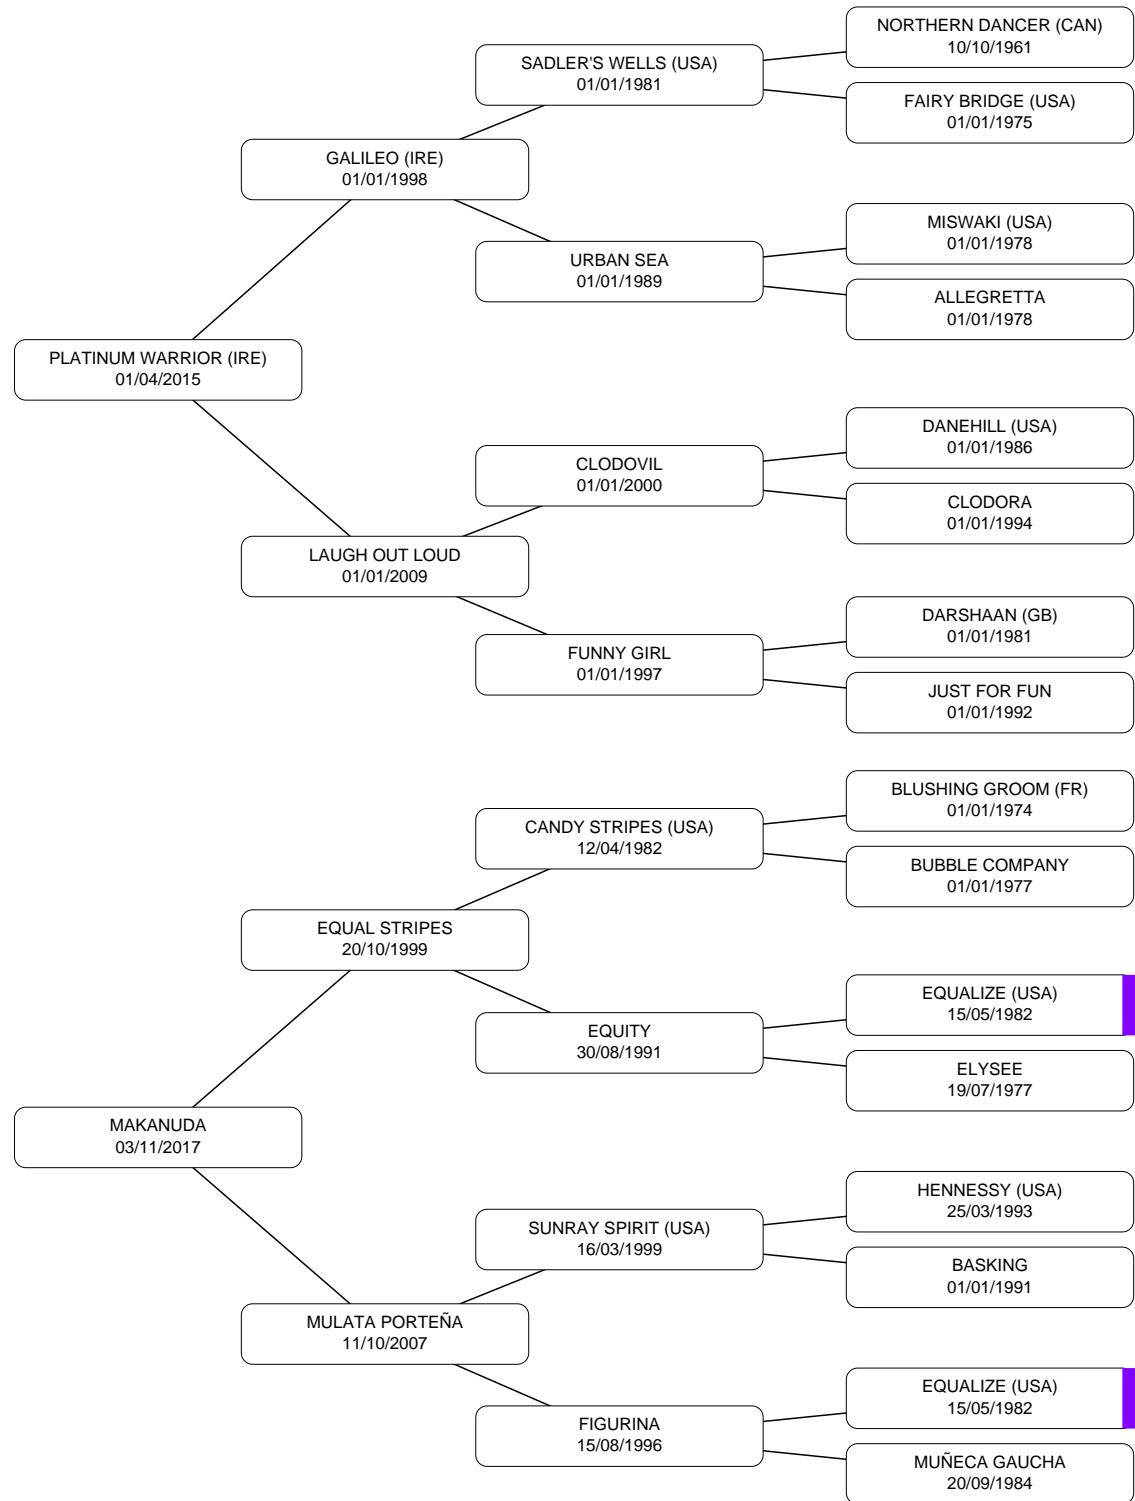 NORTHERN DANCER (CAN)
10/10/1961
SADLER'S WELLS (USA)
01/01/1981
FAIRY BRIDGE (USA)
01/01/1975
GALILEO (IRE)
01/01/1998
MISWAKI (USA)
01/01/1978
URBAN SEA
01/01/1989
ALLEGRETTA
01/01/1978
PLATINUM WARRIOR (IRE)
01/04/2015
DANEHILL (USA)
01/01/1986
CLODOVIL
01/01/2000
CLODORA
01/01/1994
LAUGH OUT LOUD
01/01/2009
DARSHAAN (GB)
01/01/1981
FUNNY GIRL
01/01/1997
JUST FOR FUN
01/01/1992
BLUSHING GROOM (FR)
01/01/1974
CANDY STRIPES (USA)
12/04/1982
BUBBLE COMPANY
01/01/1977
EQUAL STRIPES
20/10/1999
EQUALIZE (USA)
15/05/1982
EQUITY
30/08/1991
ELYSEE
19/07/1977
MAKANUDA
03/11/2017
HENNESSY (USA)
25/03/1993
SUNRAY SPIRIT (USA)
16/03/1999
BASKING
01/01/1991
MULATA PORTEÑA
11/10/2007
EQUALIZE (USA)
15/05/1982
FIGURINA
15/08/1996
MUÑECA GAUCHA
20/09/1984